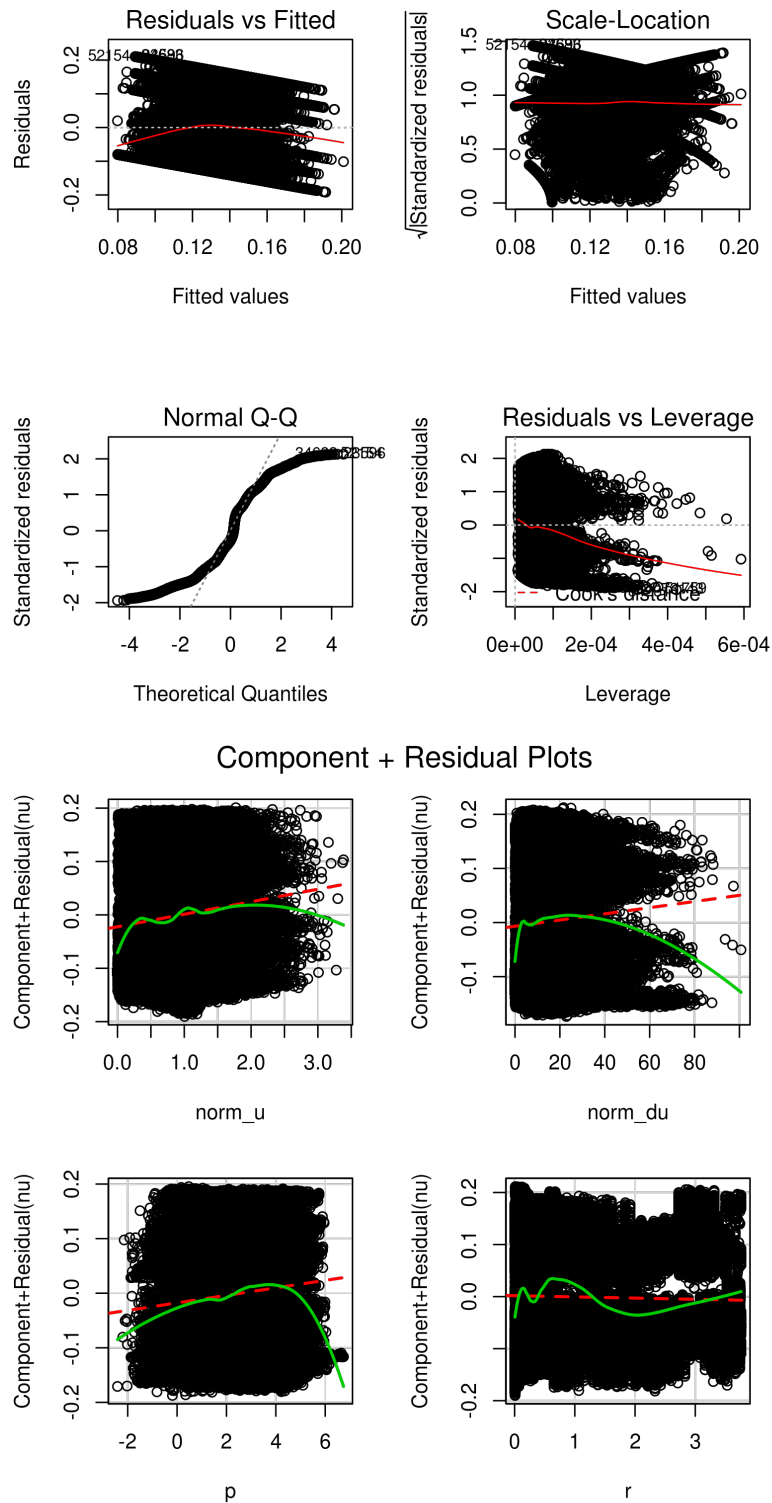 Residuals vs Fitted
Residuals
0.2
0.0
-0.2
0.08 0.12 0.16 0.20
Fitted values
Scale-Location
√|Standardized residuals|
1.5
1.0
0.5
0.0
0.08 0.12 0.16 0.20
Fitted values
Normal Q-Q
Standardized residuals
2
1
0
-1
-2
-4 -2 0 2 4
Theoretical Quantiles
Residuals vs Leverage
Standardized residuals
2
1
0
-2
Cook's distance
0e+00 2e-04 4e-04 6e-04
Leverage
Component + Residual Plots
Component+Residual(nu)
0.2
0.1
0.0
-0.1
-0.2
0.0 1.0 2.0 3.0
norm_u
Component+Residual(nu)
0.2
0.1
0.0
-0.1
0 20 40 60 80
norm_du
Component+Residual(nu)
0.2
0.1
0.0
-0.1
-0.2
-2 0 2 4 6
p
Component+Residual(nu)
0.2
0.1
0.0
-0.2
0 1 2 3
r